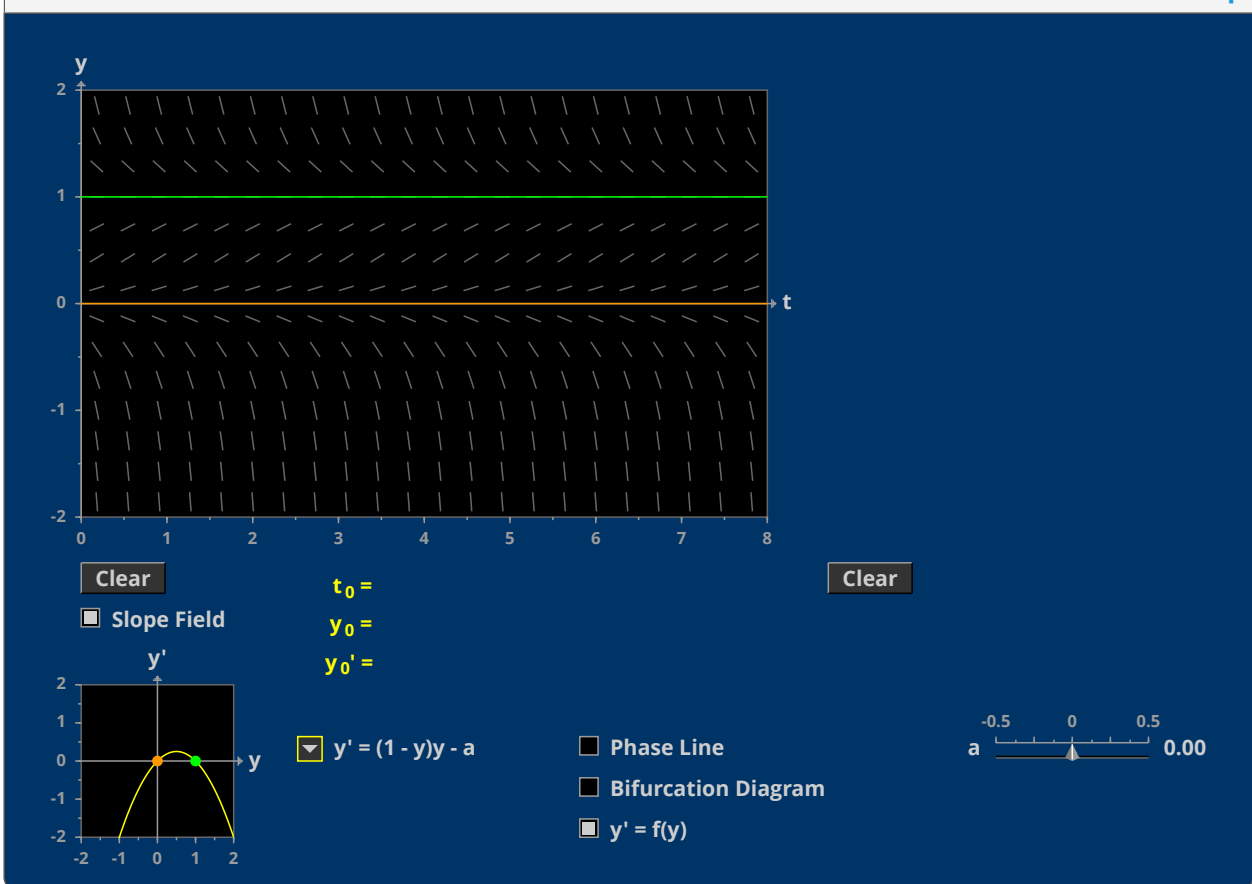 y
2
1
0
-1
-2
t
0 1 2 3 4 5 6 7 8
Clear
Clear
Slope Field
t0 =
y0 =
y0' =
y'
2
1
0
-1
-2
y
-2 -1 0 1 2
y' = (1 - y)y - a
Phase Line
Bifurcation Diagram
y' = f(y)
-0.5 0 0.5
a 0.00